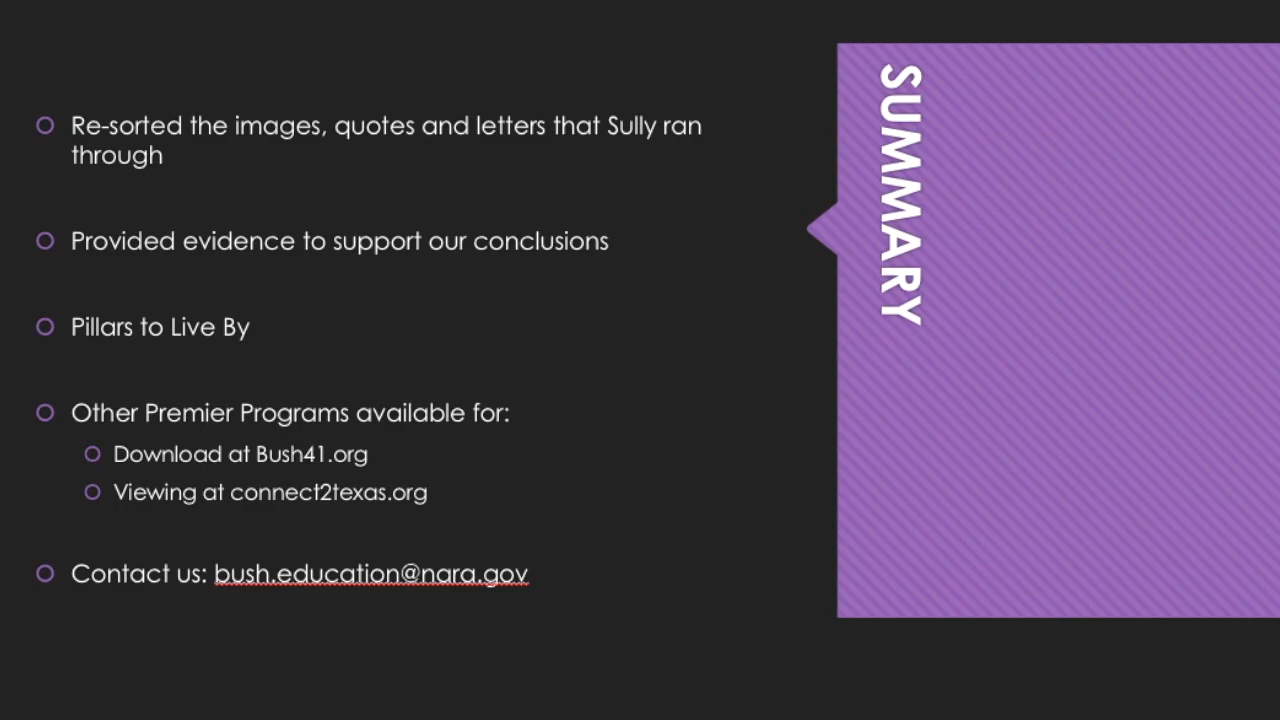 SUMMARY
Re-sorted the images, quotes and letters that Sully ran
through
Provided evidence to support our conclusions
Pillars to Live By
Other Premier Programs available for:
Download at Bush41.org
Viewing at connect2texas.org
Contact us: bush.education@nara.gov